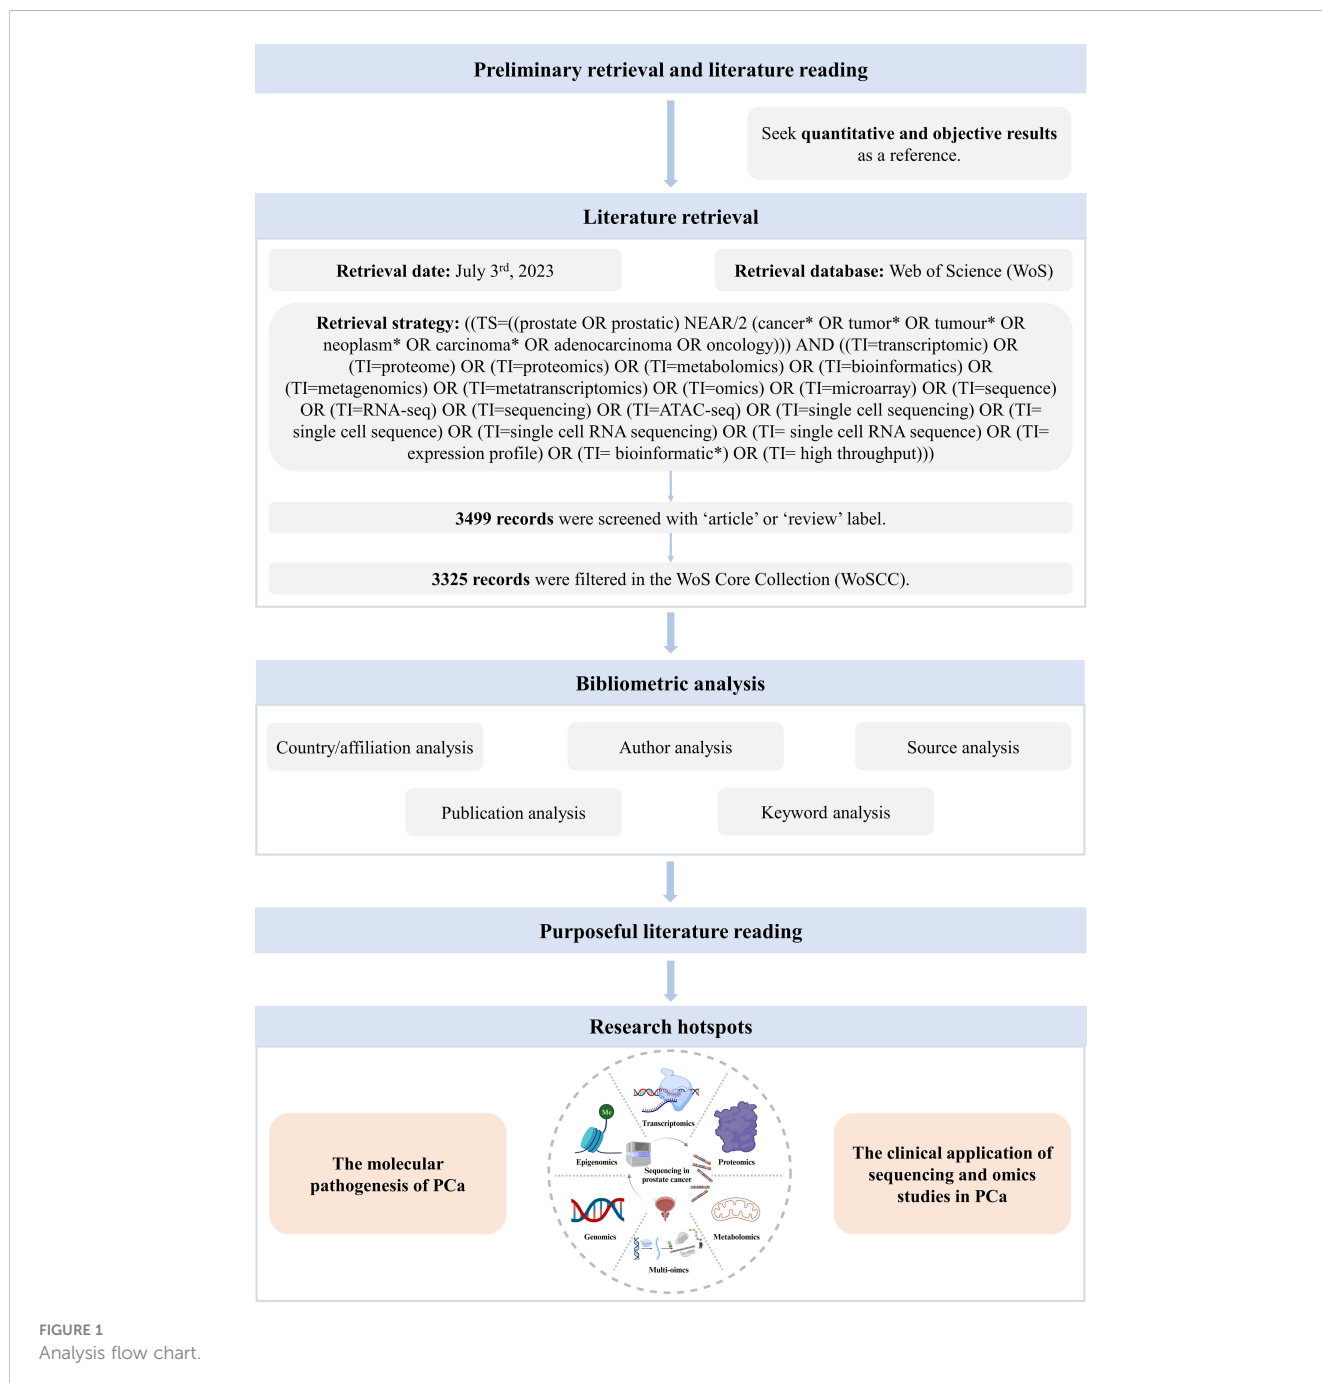 Preliminary retrieval and literature reading
Seek quantitative and objective results
as a reference.
Literature retrieval
Retrieval date: July 3rd, 2023
Retrieval database: Web of Science (WoS)
Retrieval strategy: ((TS=((prostate OR prostatic) NEAR/2 (cancer* OR tumor* OR tumour* OR
neoplasm* OR carcinoma* OR adenocarcinoma OR oncology))) AND ((TI=transcriptomic) OR
(TI=proteome) OR (TI=proteomics) OR (TI=metabolomics) OR (TI=bioinformatics) OR
(TI=metagenomics) OR (TI=metatranscriptomics) OR (TI=omics) OR (TI=microarray) OR (TI=sequence)
OR (TI=RNA-seq) OR (TI=sequencing) OR (TI=ATAC-seq) OR (TI=single cell sequencing) OR (TI=
single cell sequence) OR (TI=single cell RNA sequencing) OR (TI= single cell RNA sequence) OR (TI=
expression profile) OR (TI= bioinformatic*) OR (TI= high throughput)))
3499 records were screened with ‘article’ or ‘review’ label.
3325 records were filtered in the WoS Core Collection (WoSCC).
Bibliometric analysis
Country/affiliation analysis
Author analysis
Source analysis
Publication analysis
Keyword analysis
Purposeful literature reading
Research hotspots
The molecular
pathogenesis of PCa
Transcriptomics
Me
Epigenomics
Proteomics
Sequencing in
prostate cancer
Genomics
Metabolomics
Multi-oimcs
The clinical application of
sequencing and omics
studies in PCa
FIGURE 1
Analysis flow chart.